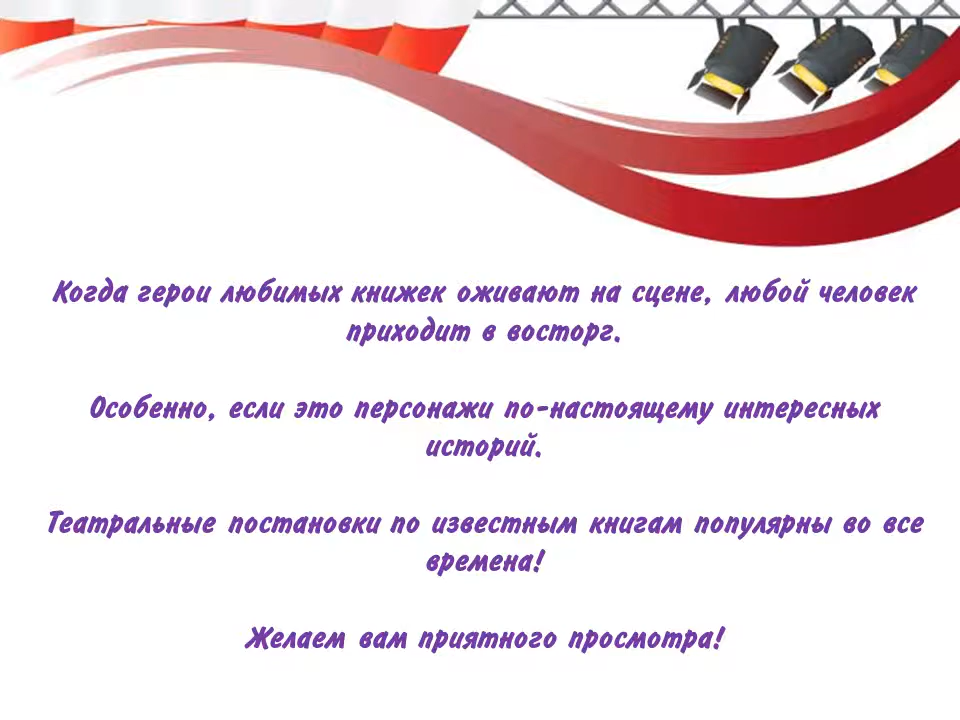 Когда герои любимых книжек оживают на сцене, любой человек
приходит в восторг.
Особенно, если это персонажи по-настоящему интересных
историй.
Театральные постановки по известным книгам популярны во все
времена!
Желаем вам приятного просмотра!